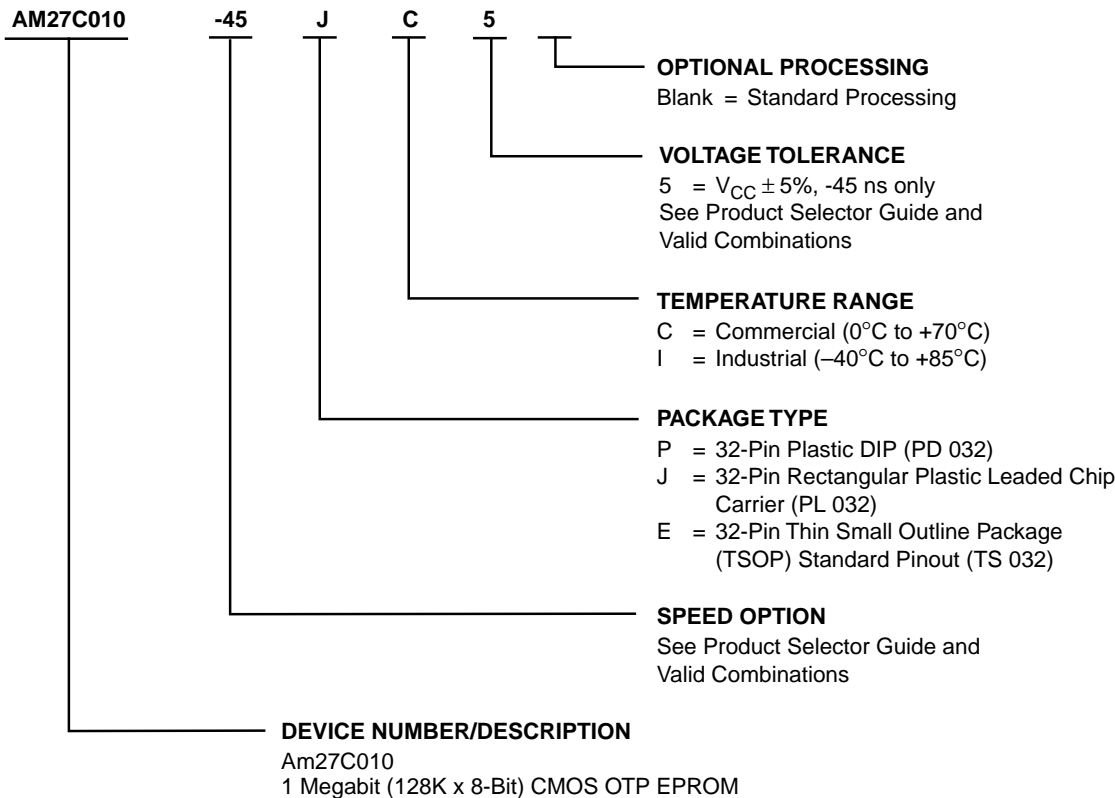 AM27C010 -45 J C 5
OPTIONAL PROCESSING
Blank = Standard Processing
VOLTAGE TOLERANCE
5 = VCC ± 5%, -45 ns only
See Product Selector Guide and
Valid Combinations
TEMPERATURE RANGE
C = Commercial (0°C to +70°C)
I = Industrial (–40°C to +85°C)
PACKAGE TYPE
P = 32-Pin Plastic DIP (PD 032)
J = 32-Pin Rectangular Plastic Leaded Chip
Carrier (PL 032)
E = 32-Pin Thin Small Outline Package
(TSOP) Standard Pinout (TS 032)
SPEED OPTION
See Product Selector Guide and
Valid Combinations
DEVICE NUMBER/DESCRIPTION
Am27C010
1 Megabit (128K x 8-Bit) CMOS OTP EPROM